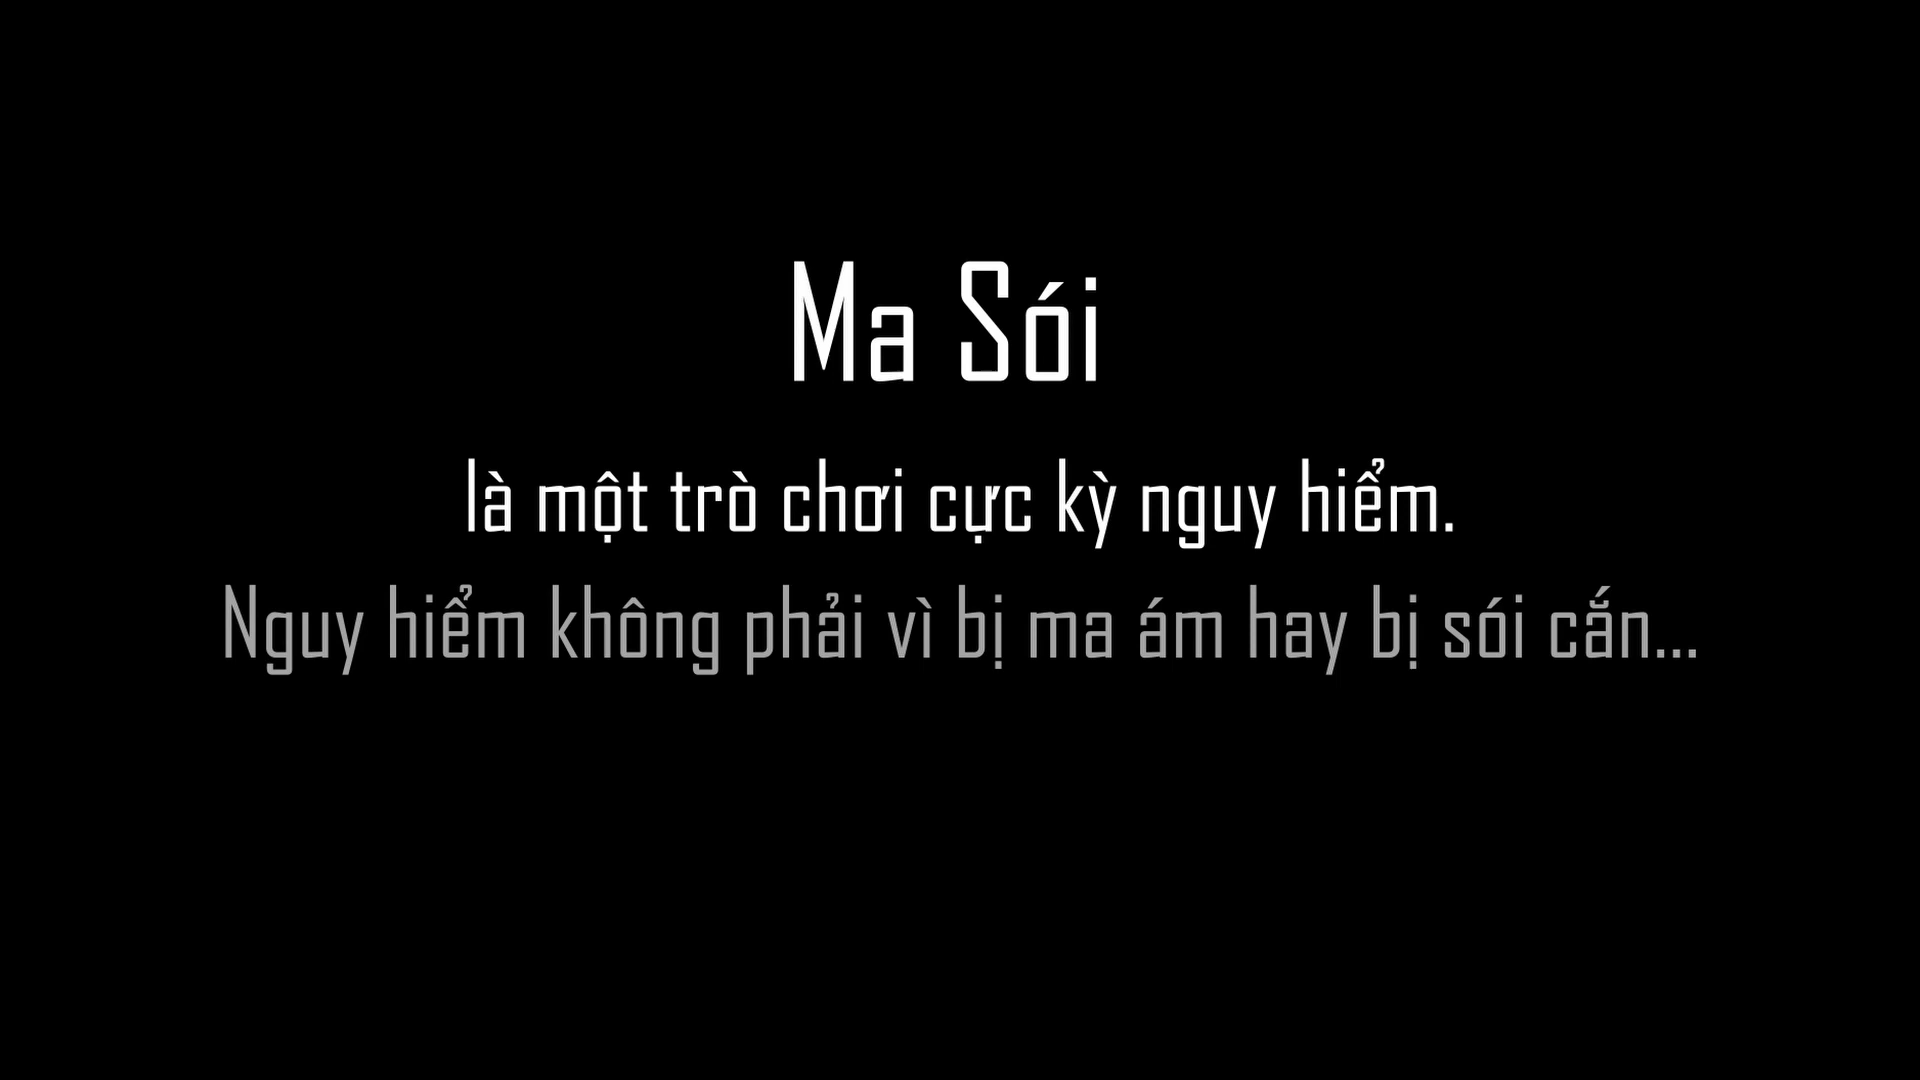 Ma Sói
là một trò chơi cực kỳ nguy hiểm.
Nguy hiểm không phải vì bị ma ám hay bị sói cắn...